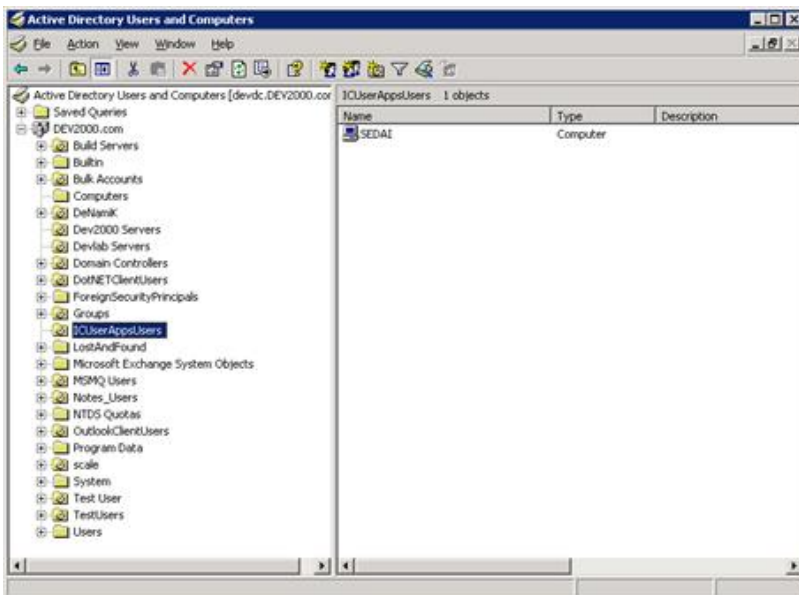 Active Directory Users and Computers
File Action View Window Help
Active Directory Users and Computers [devdc.DEV2000.com
Saved Queries
DEV2000.com
Build Servers
Builtin
Bulk Accounts
Computers
DeNamiK
Dev2000 Servers
Devlab Servers
Domain Controllers
DotNETClientUsers
ForeignSecurityPrincipals
Groups
ICUserAppsUsers
LostAndFound
Microsoft Exchange System Objects
MSMQ Users
Notes_Users
NTDS Quotas
OutlookClientUsers
Program Data
scale
System
Test User
TestUsers
Users
ICUserAppsUsers 1 objects
Name Type Description
SEDAI Computer